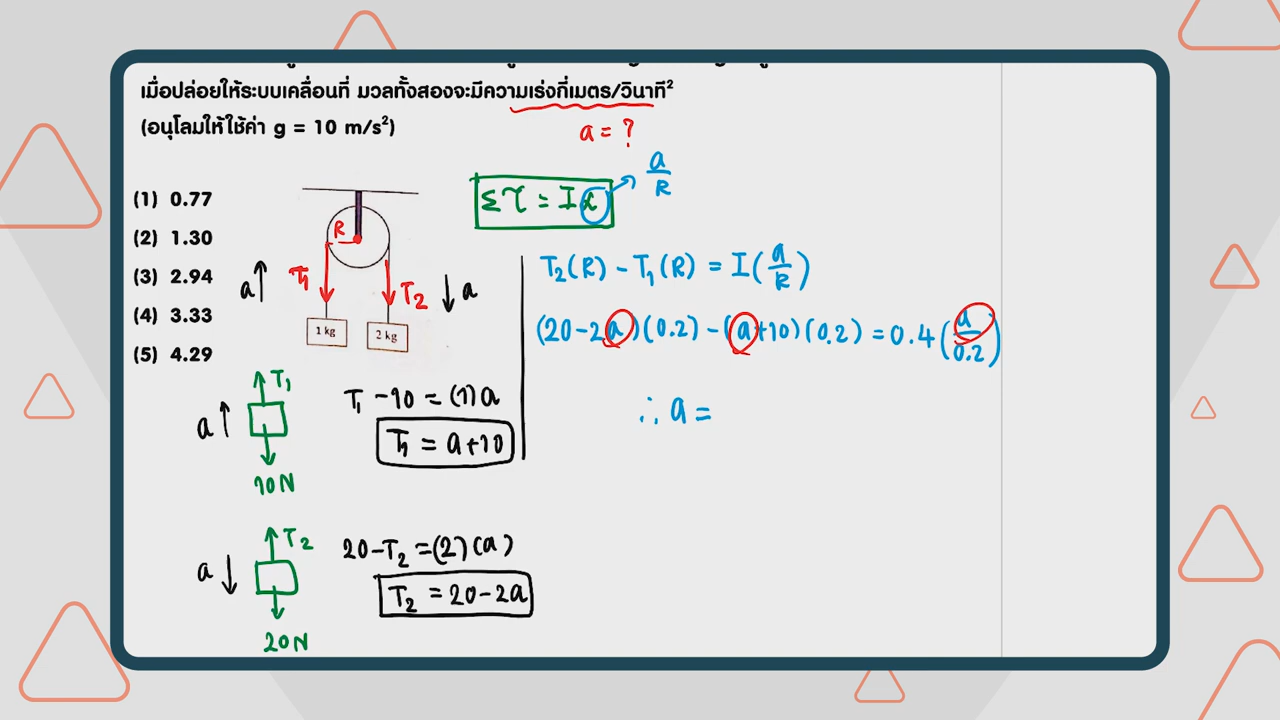 เมื่อปล่อยให้ระบบเคลื่อนที่ มวลทั้งสองจะมีความเร่งกี่เมตร/วินาที²
(อนุโลมให้ใช้ค่า g = 10 m/s²)
a = ?
(1) 0.77
(2) 1.30
(3) 2.94
(4) 3.33
(5) 4.29
R
a↑
T₁
T₂
↓a
1 kg
2 kg
Στ = Iα
a/R
T₂(R) - T₁(R) = I(a/R)
(20-2a)(0.2) - (a+10)(0.2) = 0.4(a/0.2)
∴ a =
a↑
T₁
10N
T₁ - 10 = (1)a
T₁ = a+10
a↓
T₂
20N
20-T₂ = (2)(a)
T₂ = 20-2a